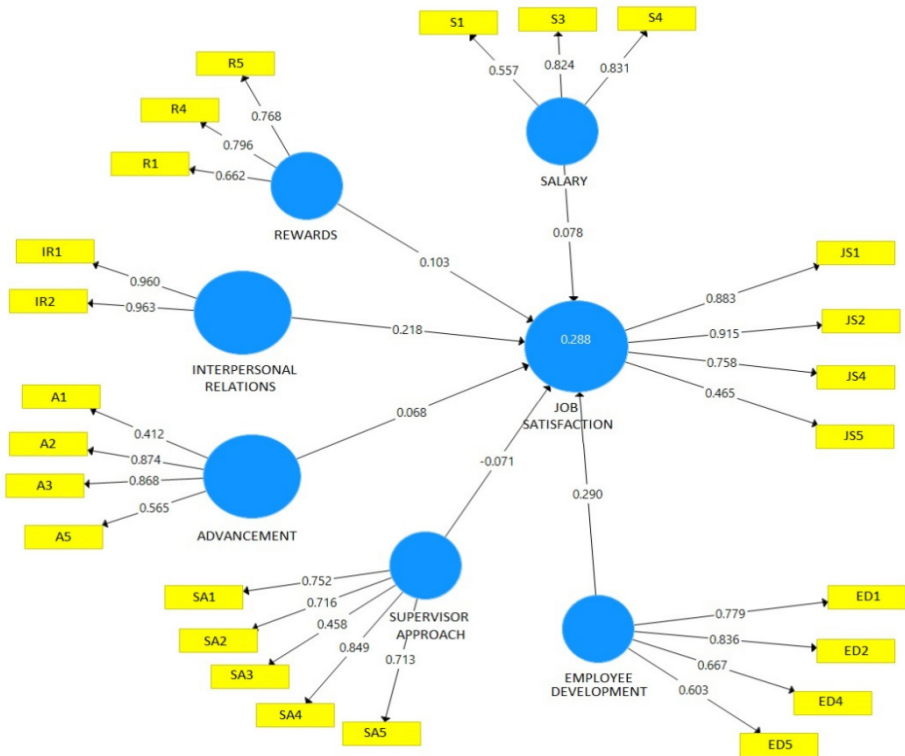 S1
S3
S4
0.557
0.824
0.831
SALARY
0.078
R5
R4
R1
0.768
0.796
0.662
REWARDS
0.103
IR1
IR2
0.960
0.963
INTERPERSONAL
RELATIONS
0.218
A1
A2
A3
A5
0.412
0.874
0.868
0.565
ADVANCEMENT
0.068
SA1
SA2
SA3
SA4
SA5
0.752
0.716
0.458
0.849
0.713
SUPERVISOR
APPROACH
-0.071
0.288
JOB
SATISFACTION
0.883
0.915
0.758
0.465
JS1
JS2
JS4
JS5
0.290
EMPLOYEE
DEVELOPMENT
0.779
0.836
0.667
0.603
ED1
ED2
ED4
ED5